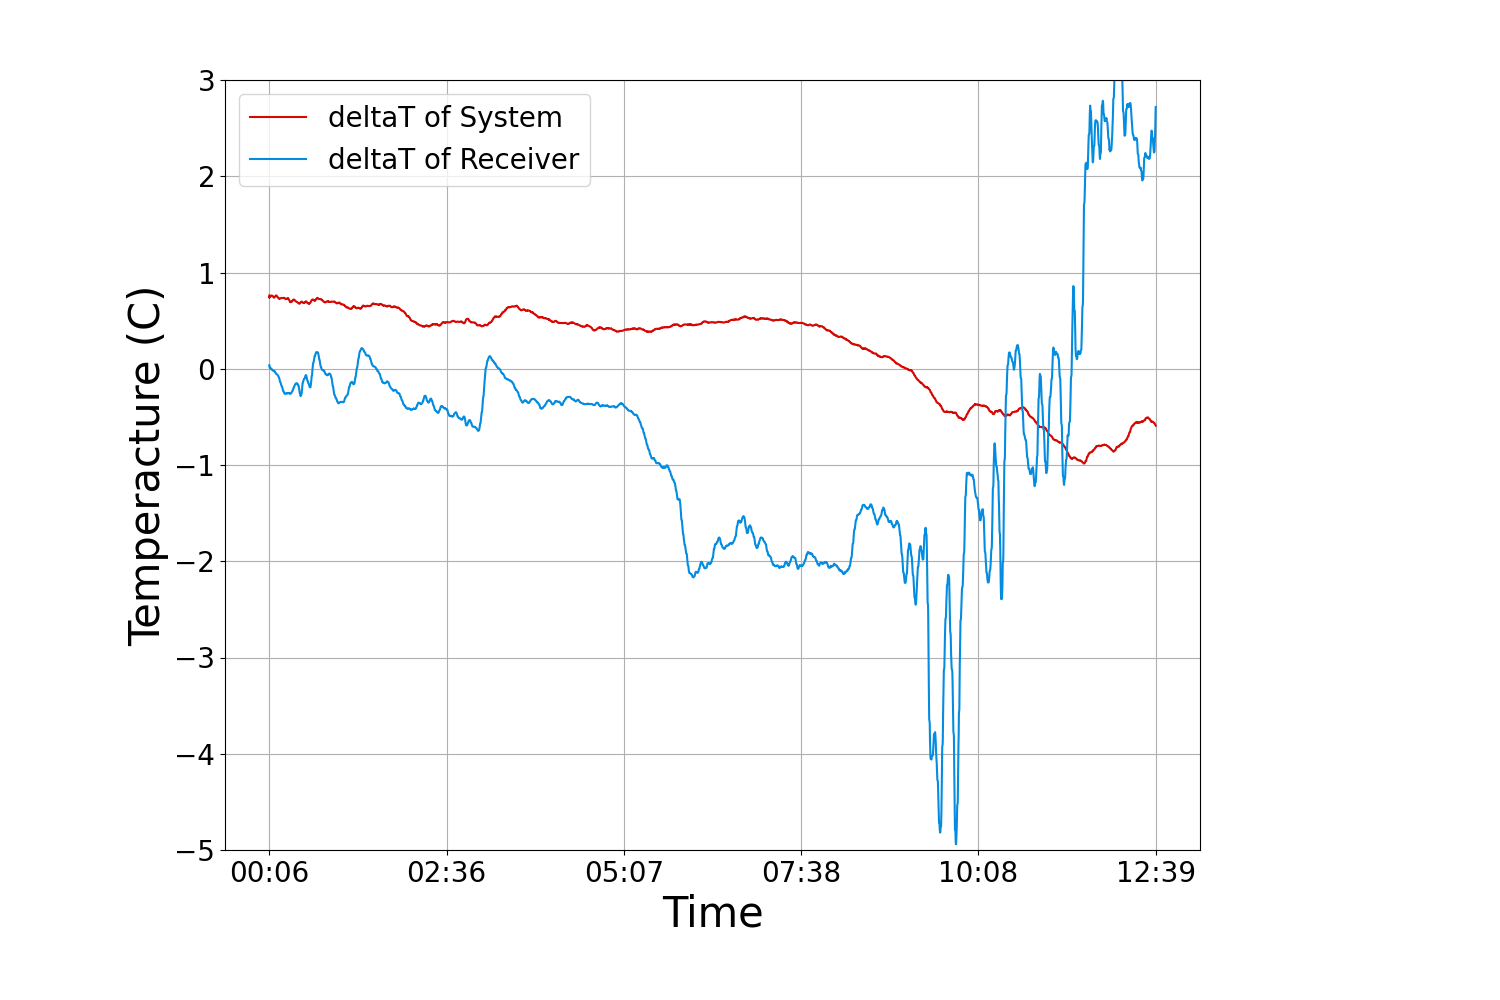 deltaT of System
deltaT of Receiver
3
2
1
0
−1
−2
−3
−4
−5
Temperacture (C)
00:06 02:36 05:07 07:38 10:08 12:39
Time